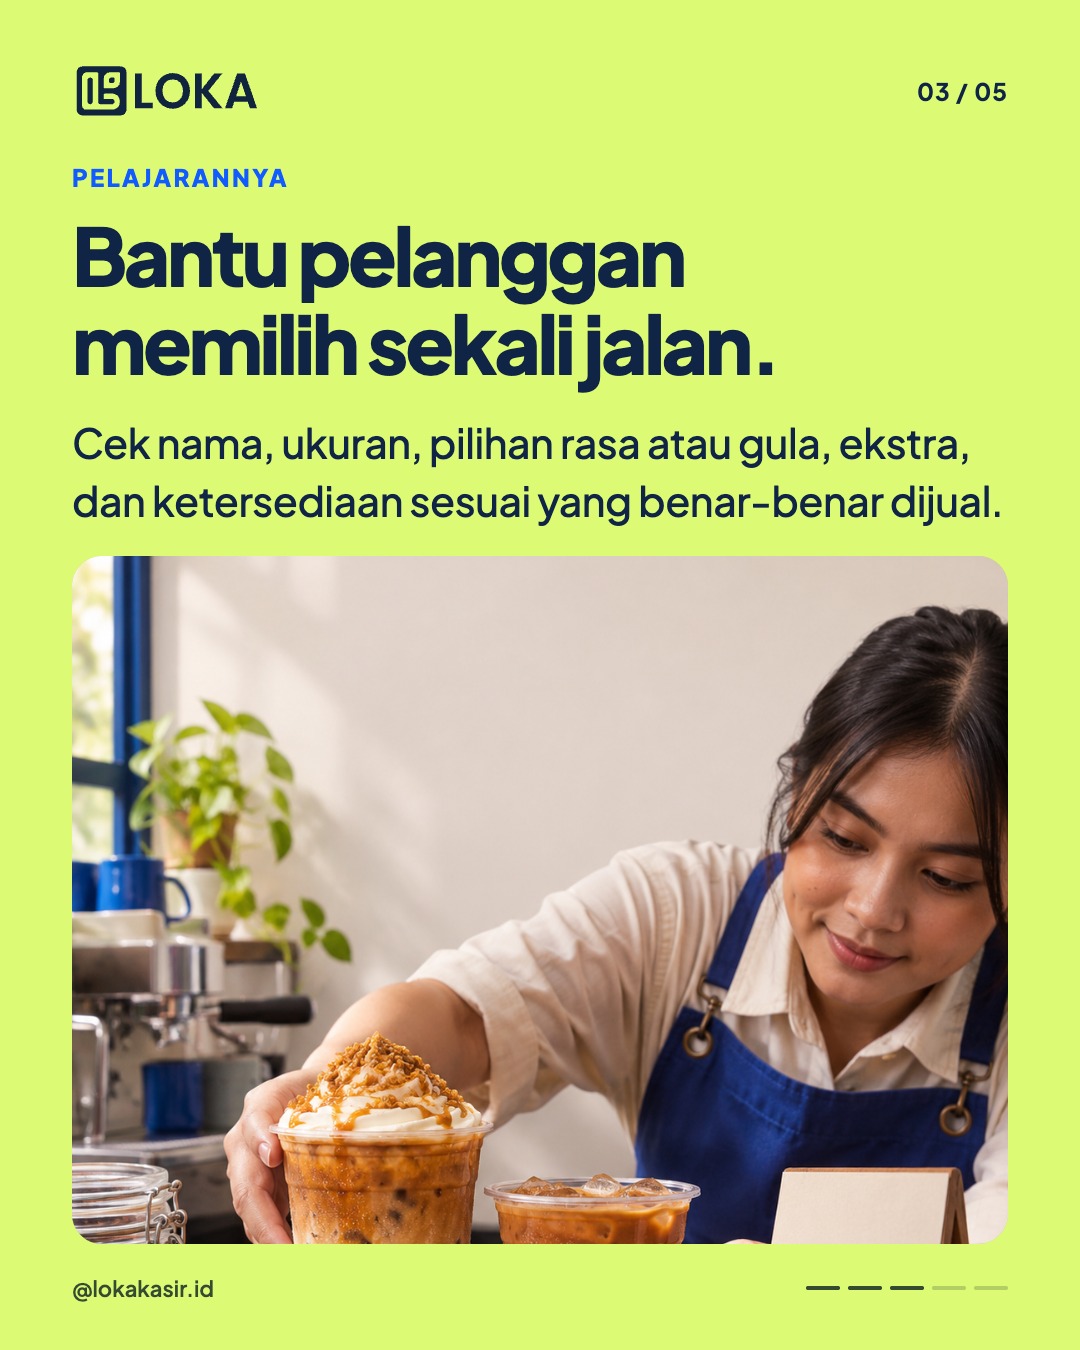 LOKA
03 / 05
PELAJARANNYA
Bantu pelanggan
memilih sekali jalan.
Cek nama, ukuran, pilihan rasa atau gula, ekstra,
dan ketersediaan sesuai yang benar-benar dijual.
@lokakasir.id